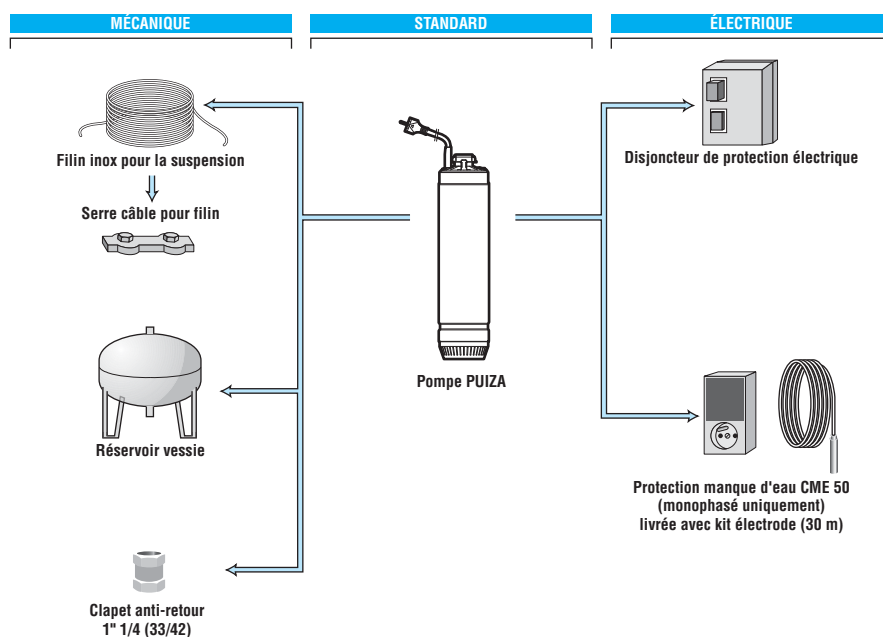 MÉCANIQUE
STANDARD
ÉLECTRIQUE
Filin inox pour la suspension
Serre câble pour filin
Réservoir vessie
Clapet anti-retour
1" 1/4 (33/42)
Pompe PUIZA
Disjoncteur de protection électrique
Protection manque d'eau CME 50
(monophasé uniquement)
livrée avec kit électrode (30 m)